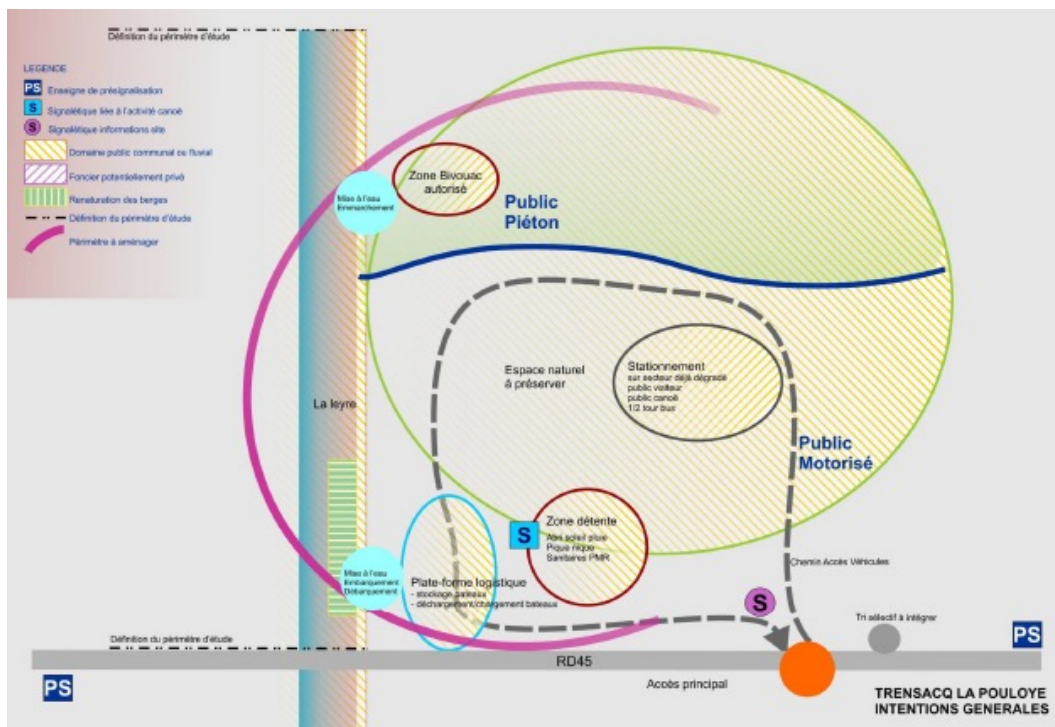 Définition du périmètre d'étude
LEGENDE
PS Enseigne de présignalisation
S Signalétique liée à l'activité canoë
S Signalétique informations site
Domaine public communal ou fluvial
Foncier potentiellement privé
Renaturation des berges
Définition du périmètre d'étude
Périmètre à aménager
Zone Bivouac
autorisé
Mise à l'eau
Emmarchement
Public
Piéton
Espace naturel
à préserver
Stationnement
sur secteur déjà dégradé
public visiteur
public canoë
1/2 tour bus
La leyre
Public
Motorisé
S
Zone détente
Abri soleil pluie
Pique nique
Sanitaires PMR
Mise à l'eau
Embarquement
Débarquement
Plate-forme logistique
- stockage bateaux
- déchargement/chargement bateaux
Chemin Accès Véhicules
S
Tri sélectif à intégrer
PS
Définition du périmètre d'étude
RD45
PS
Accès principal
TRENSACQ LA POULOYE
INTENTIONS GENERALES